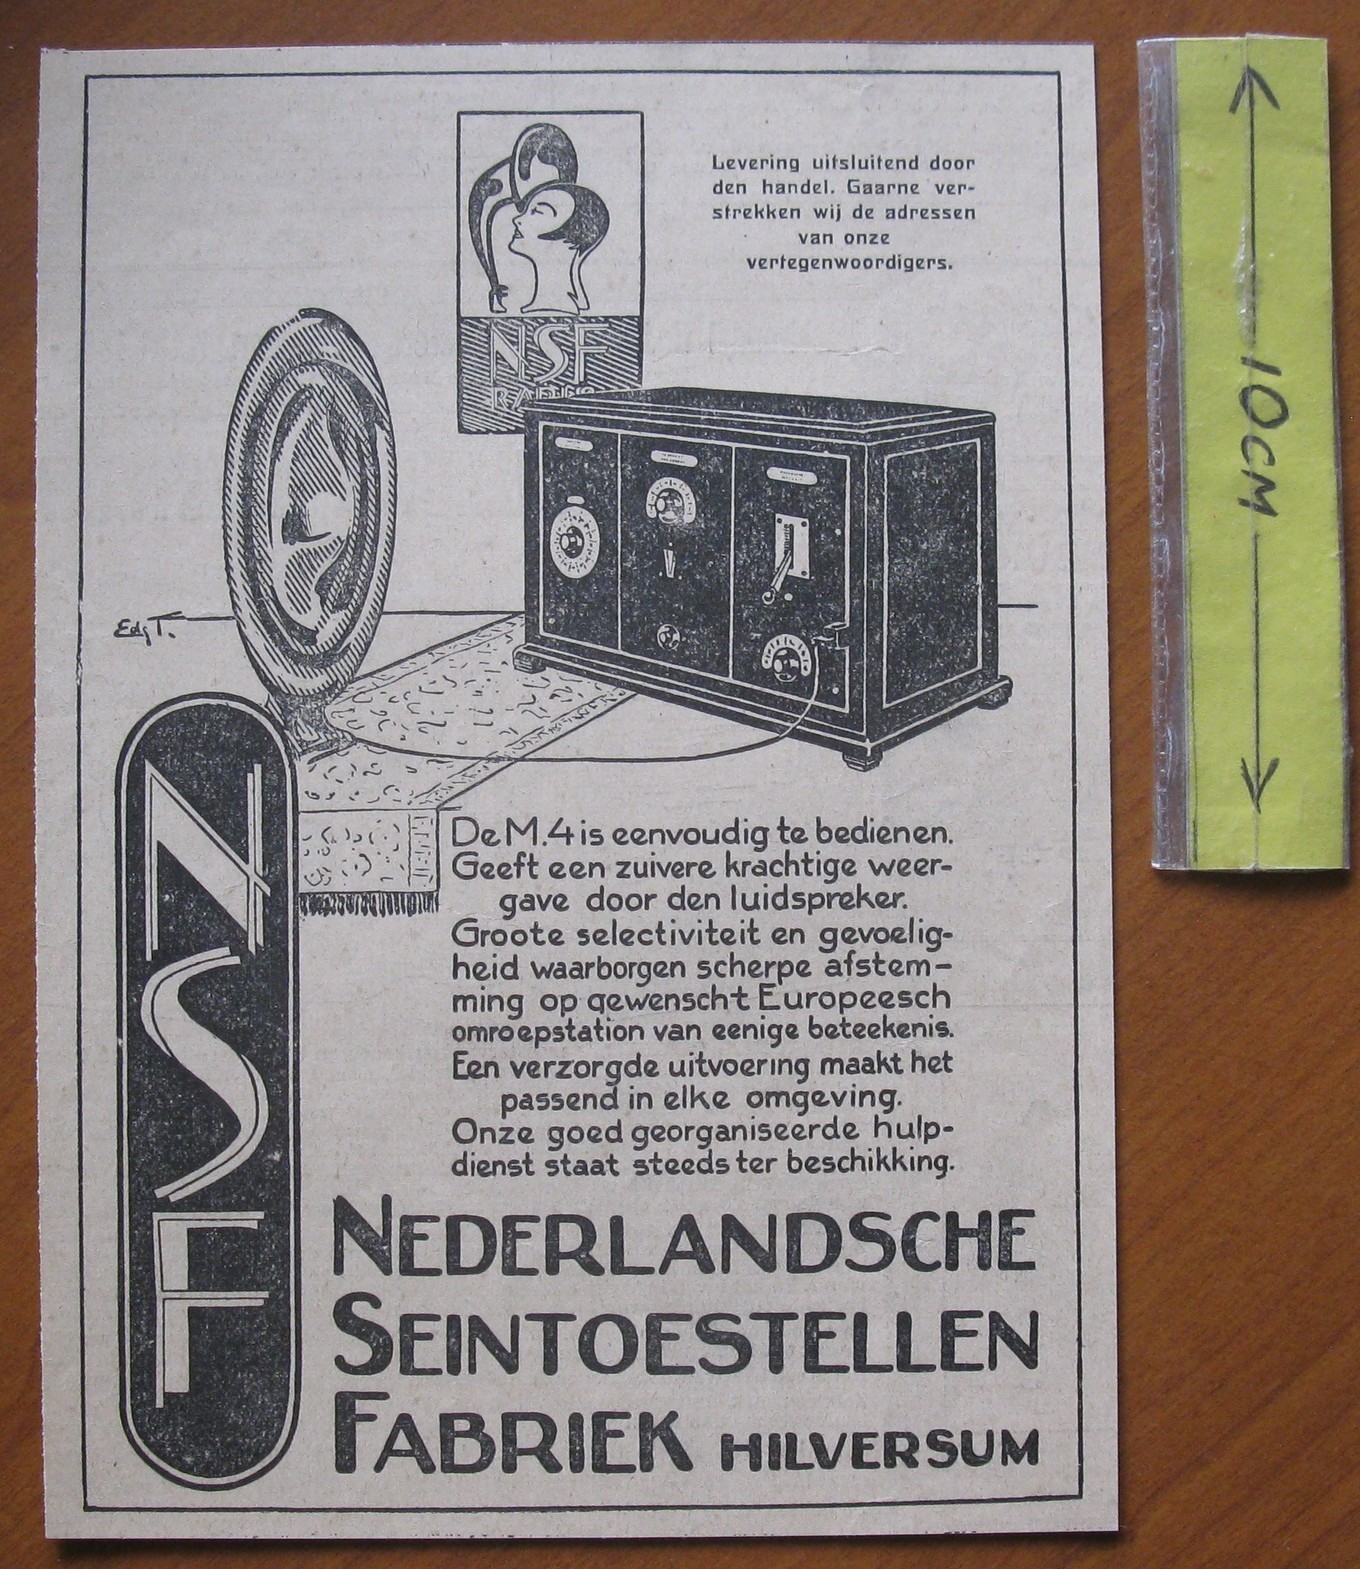 Levering uitsluitend door
den handel. Gaarne ver-
strekken wij de adressen
van onze
vertegenwoordigers.
NSF
RADIO
Edg T.
10CM
De M.4 is eenvoudig te bedienen.
Geeft een zuivere krachtige weer-
gave door den luidspreker.
Groote selectiviteit en gevoelig-
heid waarborgen scherpe afstem-
ming op gewenscht Europeesch
omroepstation van eenige beteekenis.
Een verzorgde uitvoering maakt het
passend in elke omgeving.
Onze goed georganiseerde hulp-
dienst staat steeds ter beschikking.
NSF
NEDERLANDSCHE
SEINTOESTELLEN
FABRIEK HILVERSUM